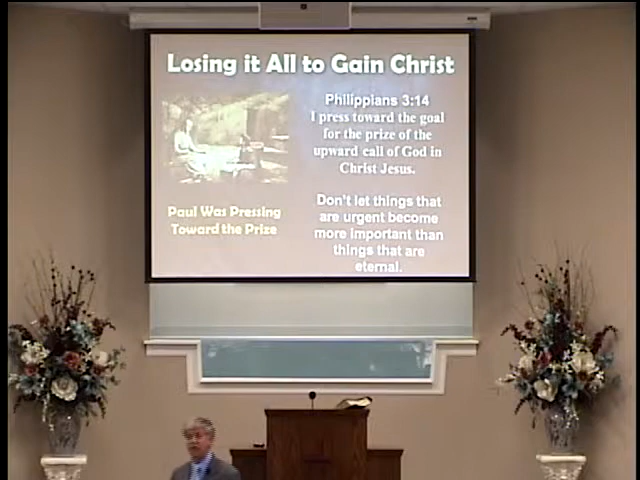 Losing it All to Gain Christ
Philippians 3:14
I press toward the goal
for the prize of the
upward call of God in
Christ Jesus.
Paul Was Pressing
Toward the Prize
Don't let things that
are urgent become
more important than
things that are
eternal.